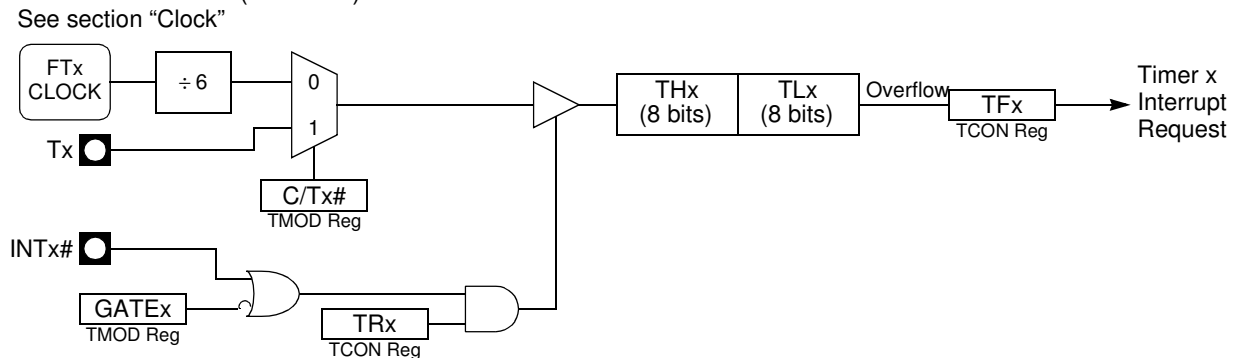 See section “Clock”
FTx
CLOCK
÷ 6
0
1
Tx
C/Tx#
TMOD Reg
THx
(8 bits)
TLx
(8 bits)
Overflow
TFx
TCON Reg
Timer x
Interrupt
Request
INTx#
GATEx
TMOD Reg
TRx
TCON Reg